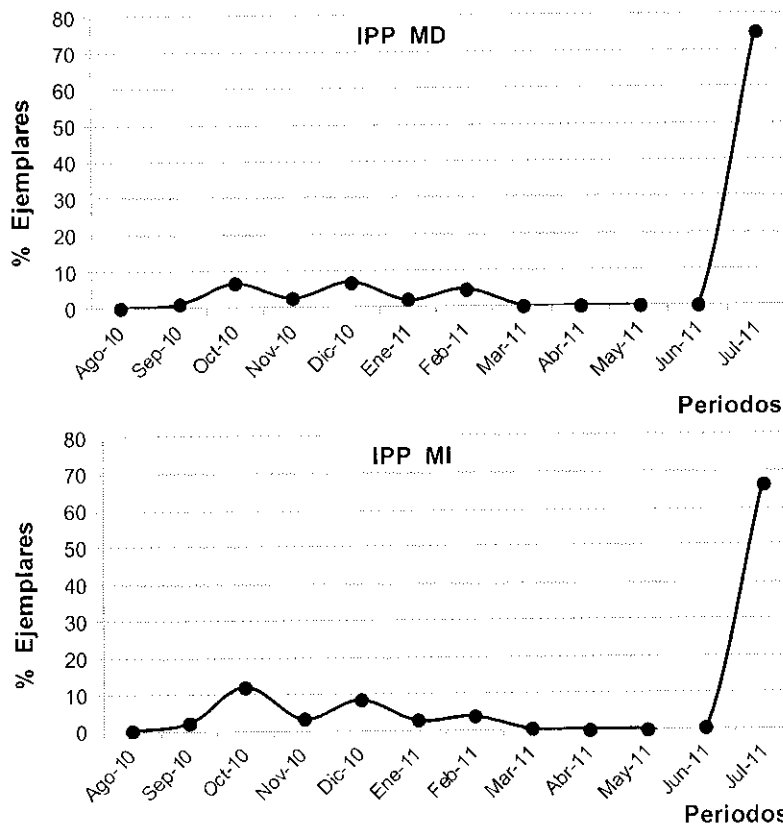 IPP MD
% Ejemplares
80
70
60
50
40
30
20
10
0
Ago-10 Sep-10 Oct-10 Nov-10 Dic-10 Ene-11 Feb-11 Mar-11 Abr-11 May-11 Jun-11 Jul-11
Periodos
IPP MI
% Ejemplares
80
70
60
50
40
30
20
10
0
Ago-10 Sep-10 Oct-10 Nov-10 Dic-10 Ene-11 Feb-11 Mar-11 Abr-11 May-11 Jun-11 Jul-11
Periodos